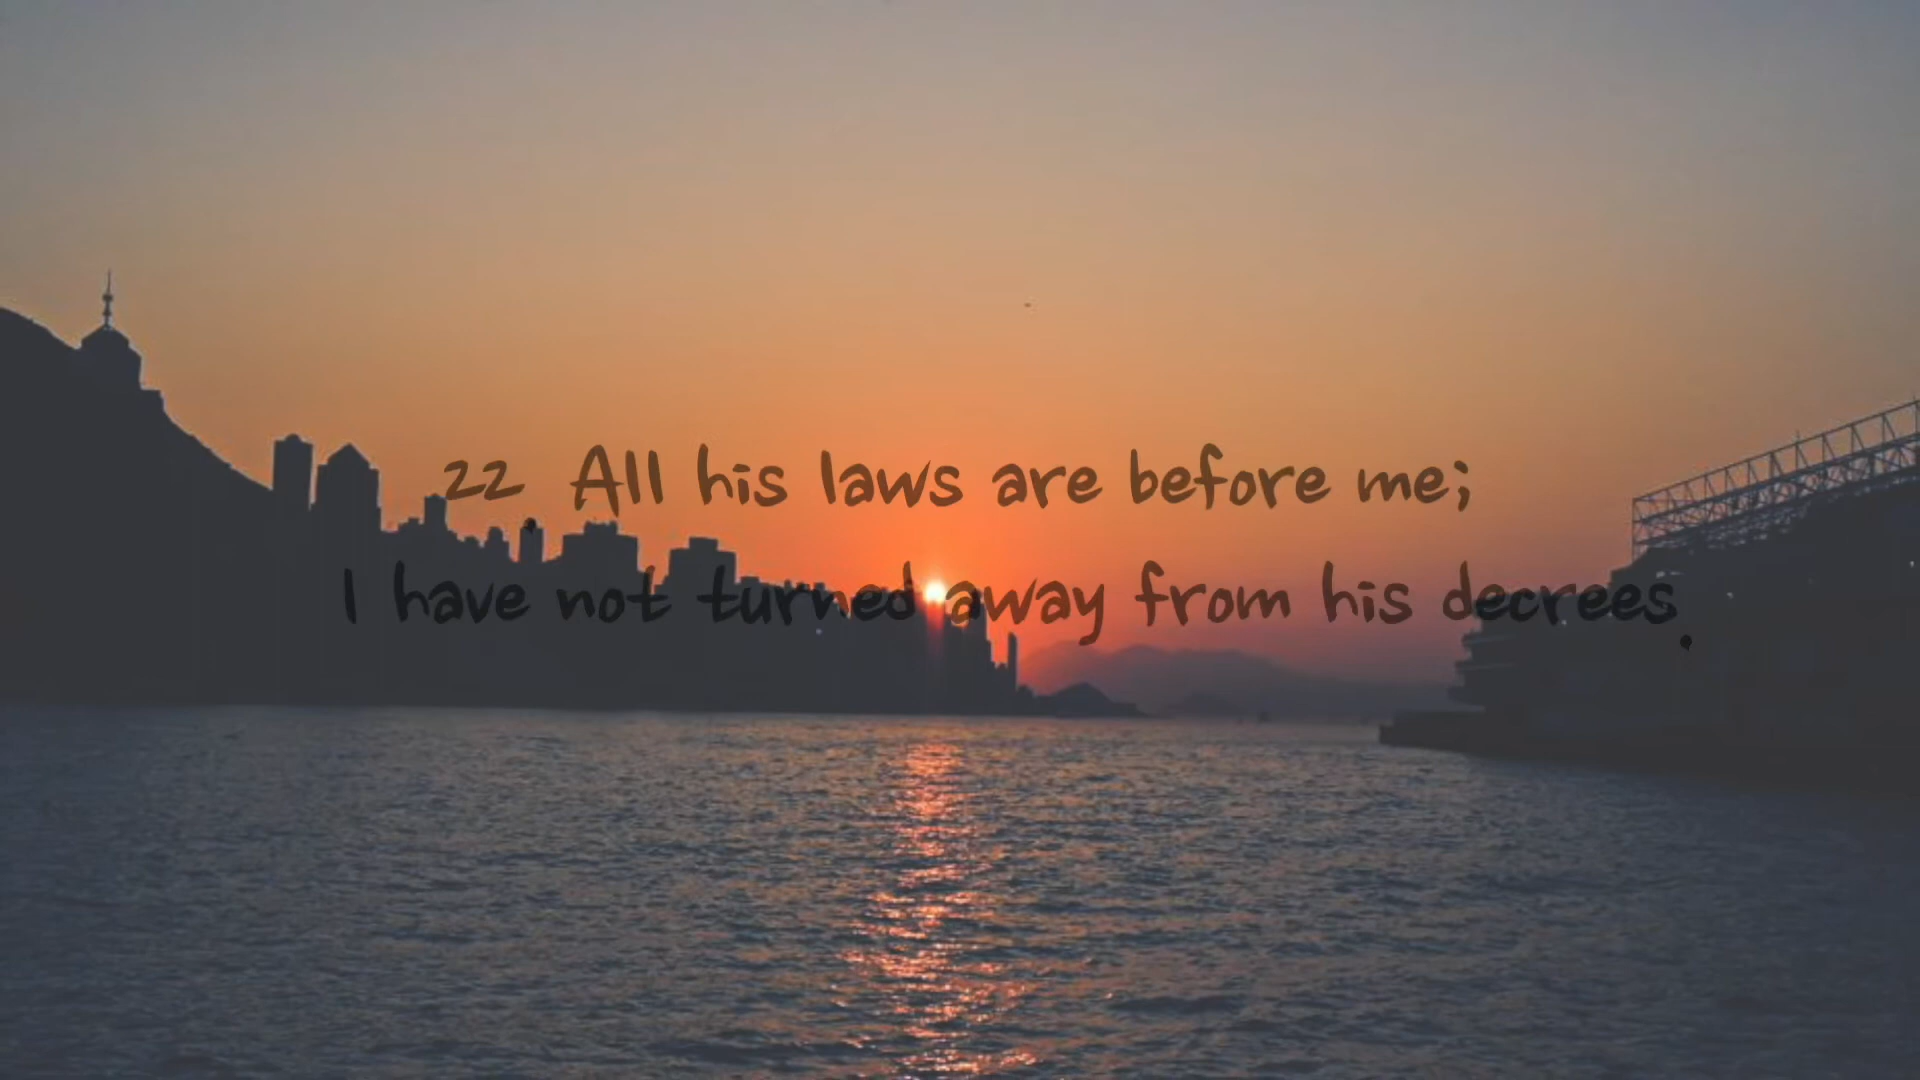 22. All his laws are before me;
I have not turned away from his decrees.